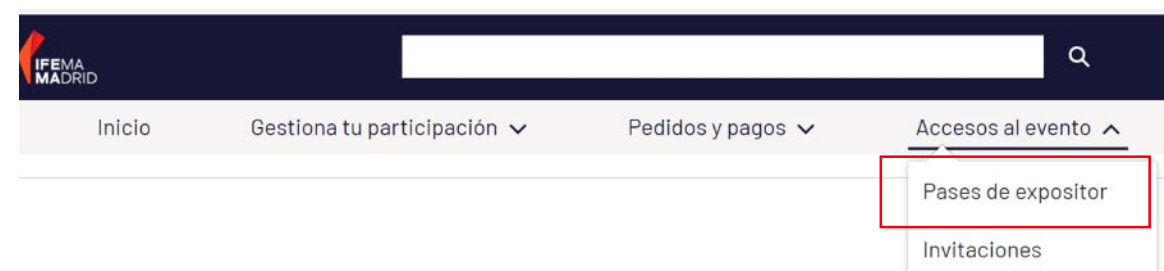 IFEMA
MADRID
Inicio
Gestiona tu participación
Pedidos y pagos
Accesos al evento
Pases de expositor
Invitaciones